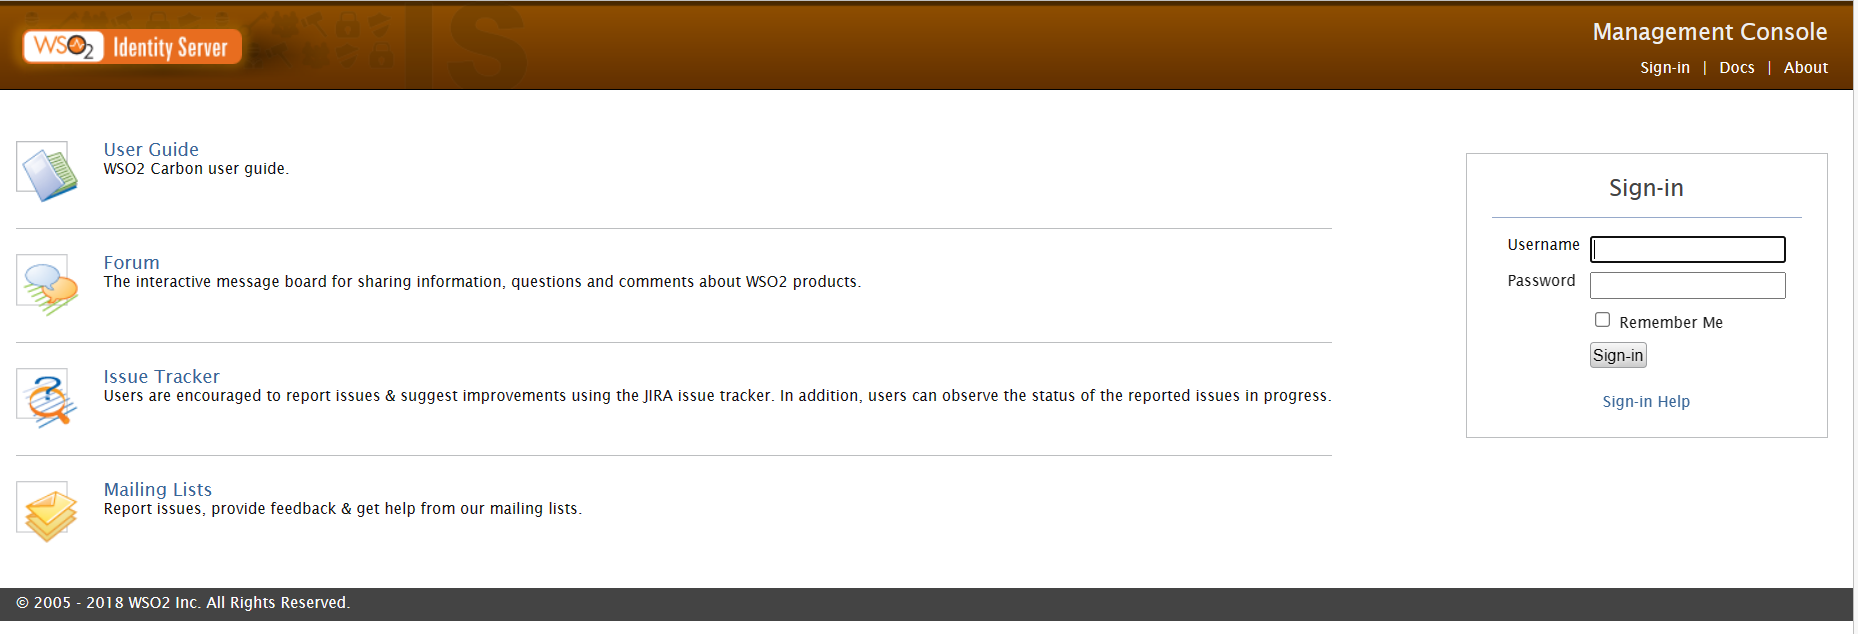 WSO2 Identity Server
IS
Management Console
Sign-in | Docs | About
User Guide
WSO2 Carbon user guide.
Forum
The interactive message board for sharing information, questions and comments about WSO2 products.
Issue Tracker
Users are encouraged to report issues & suggest improvements using the JIRA issue tracker. In addition, users can observe the status of the reported issues in progress.
Mailing Lists
Report issues, provide feedback & get help from our mailing lists.
Sign-in
Username
Password
Remember Me
Sign-in
Sign-in Help
© 2005 - 2018 WSO2 Inc. All Rights Reserved.